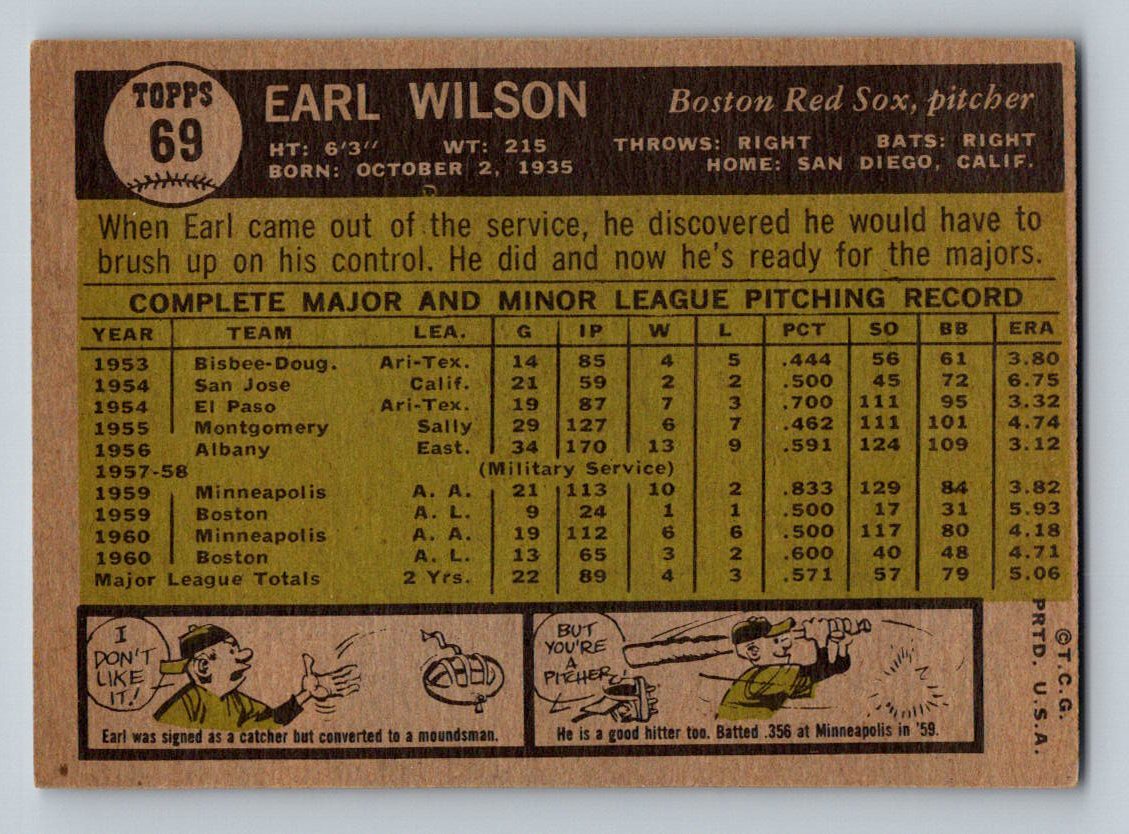 TOPPS
69
EARL WILSON
Boston Red Sox, pitcher
HT: 6'3" WT: 215 THROWS: RIGHT BATS: RIGHT
BORN: OCTOBER 2, 1935 HOME: SAN DIEGO, CALIF.
When Earl came out of the service, he discovered he would have to
brush up on his control. He did and now he's ready for the majors.
COMPLETE MAJOR AND MINOR LEAGUE PITCHING RECORD
YEAR TEAM LEA. G IP W L PCT SO BB ERA
1953 Bisbee-Doug. Ari-Tex. 14 85 4 5 .444 56 61 3.80
1954 San Jose Calif. 21 59 2 2 .500 45 72 6.75
1954 El Paso Ari-Tex. 19 87 7 3 .700 111 95 3.32
1955 Montgomery Sally 29 127 6 7 .462 111 101 4.74
1956 Albany East. 34 170 13 9 .591 124 109 3.12
1957-58 (Military Service)
1959 Minneapolis A. A. 21 113 10 2 .833 129 84 3.82
1959 Boston A. L. 9 24 1 1 .500 17 31 5.93
1960 Minneapolis A. A. 19 112 6 6 .500 117 80 4.18
1960 Boston A. L. 13 65 3 2 .600 40 48 4.71
Major League Totals 2 Yrs. 22 89 4 3 .571 57 79 5.06
I
DON'T
LIKE
IT!
Earl was signed as a catcher but converted to a moundsman.
BUT
YOU'RE
A
PITCHER
He is a good hitter too. Batted .356 at Minneapolis in '59.
©T.C.G.
PRTD. U.S.A.